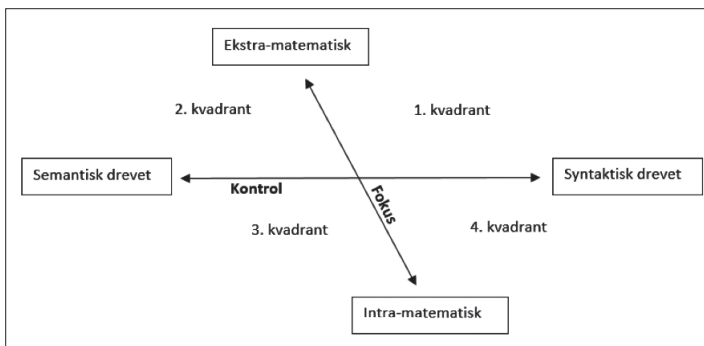 Ekstra-matematisk
2. kvadrant
1. kvadrant
Semantisk drevet
Syntaktisk drevet
Kontrol
Fokus
3. kvadrant
4. kvadrant
Intra-matematisk